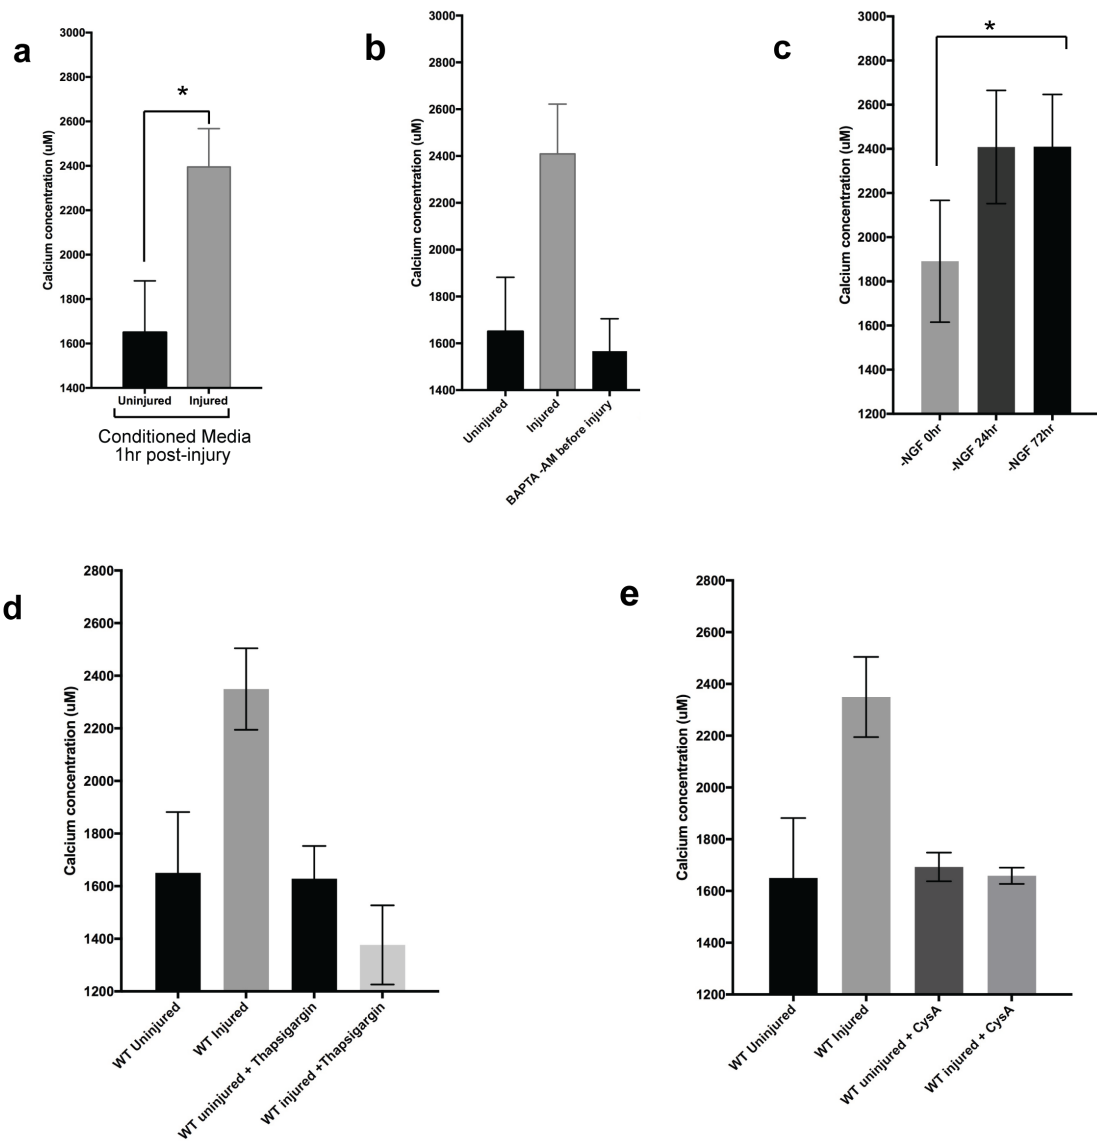 a
3000
2800
2600
2400
2200
2000
1800
1600
1400
Calcium concentration (uM)
*
Uninjured Injured
Conditioned Media
1hr post-injury
b
3000
2800
2600
2400
2200
2000
1800
1600
1400
Calcium concentration (uM)
Uninjured
Injured
BAPTA -AM before injury
c
3000
2800
2600
2400
2200
2000
1800
1600
1400
1200
Calcium concentration (uM)
*
-NGF 0hr
-NGF 24hr
-NGF 72hr
d
2800
2600
2400
2200
2000
1800
1600
1400
1200
Calcium concentration (uM)
WT Uninjured
WT Injured
WT uninjured + Thapsigargin
WT injured +Thapsigargin
e
2800
2600
2400
2200
2000
1800
1600
1400
1200
Calcium concentration (uM)
WT Uninjured
WT Injured
WT uninjured + CysA
WT injured + CysA